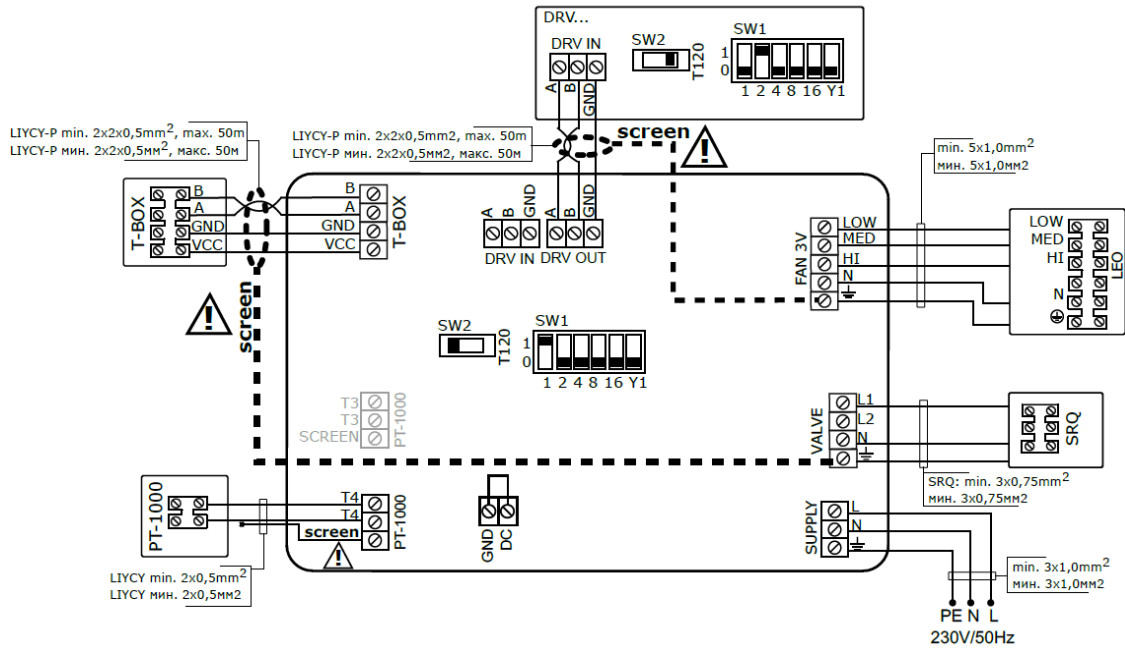 DRV...
DRV IN
SW2
T120
SW1
1
0
1 2 4 8 16 Y1
A
B
GND
LIYCY-P min. 2x2x0,5mm², max. 50m
LIYCY-P мин. 2x2x0,5мм², макс. 50м
LIYCY-P min. 2x2x0,5mm2, max. 50m
LIYCY-P мин. 2x2x0,5мм2, макс. 50м
screen
!
min. 5x1,0mm²
мин. 5x1,0мм2
T-BOX
B
A
GND
VCC
B
A
GND
VCC
T-BOX
A
B
GND
A
B
GND
DRV IN
DRV OUT
FAN 3V
LOW
MED
HI
N
LOW
MED
HI
N
LEO
!
screen
SW2
T120
SW1
1
0
1 2 4 8 16 Y1
T3
T3
SCREEN
PT-1000
VALVE
L1
L2
N
SRQ
SRQ: min. 3x0,75mm²
мин. 3x0,75мм2
PT-1000
T4
T4
screen
PT-1000
!
GND
DC
SUPPLY
L
N
LIYCY min. 2x0,5mm²
LIYCY мин. 2x0,5мм2
min. 3x1,0mm²
мин. 3x1,0мм2
PE N L
230V/50Hz